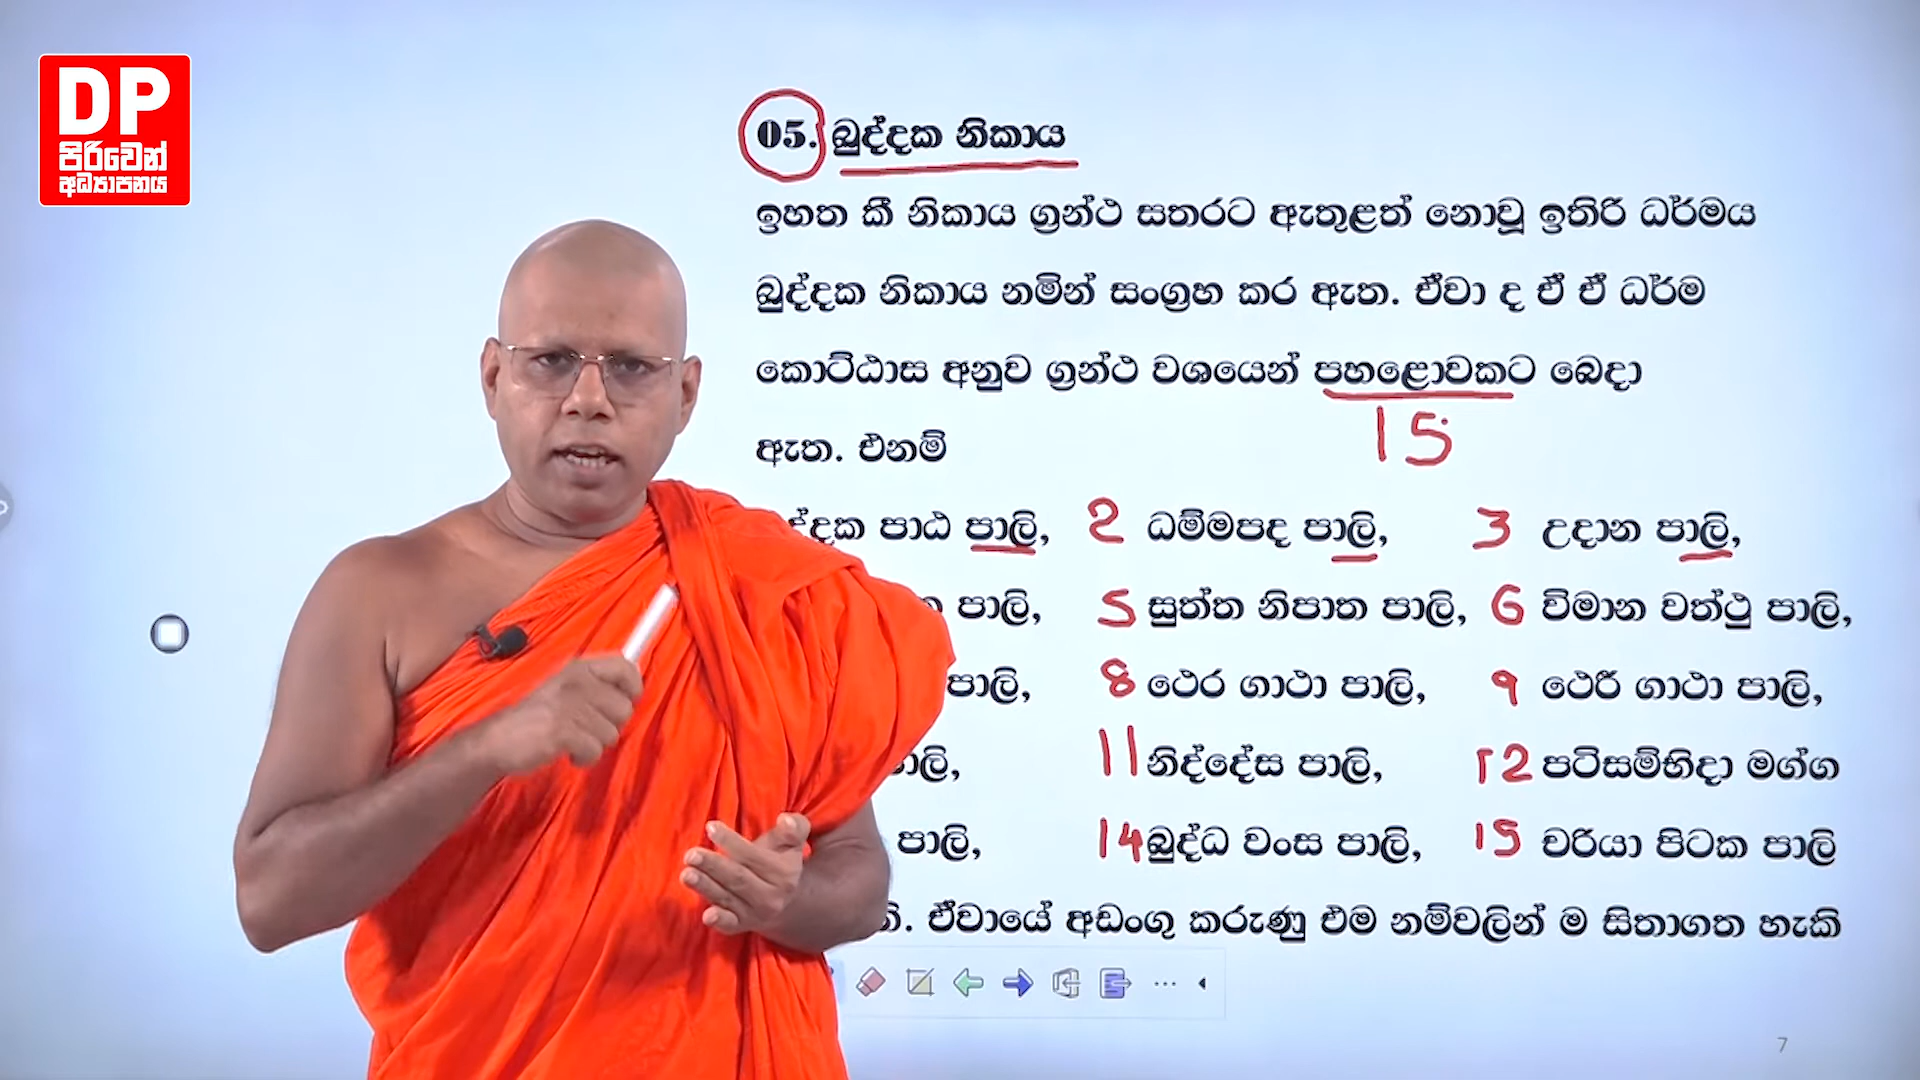 DP
පිරිවෙන්
අධ්‍යාපනය
05. ඛුද්දක නිකාය
ඉහත කී නිකාය ග්‍රන්ථ සතරට ඇතුළත් නොවූ ඉතිරි ධර්මය
ඛුද්දක නිකාය නමින් සංග්‍රහ කර ඇත. ඒවා ද ඒ ඒ ධර්ම
කොට්ඨාස අනුව ග්‍රන්ථ වශයෙන් පහළොවකට බෙදා
15
ඇත. එනම්
පාඨ පාලි, 2 ධම්මපද පාලි, 3 උදාන පාලි,
පාලි, 5 සුත්ත නිපාත පාලි, 6 විමාන වත්ථු පාලි,
පාලි, 8 ථෙර ගාථා පාලි, 9 ථෙරී ගාථා පාලි,
11 නිද්දේස පාලි, 12 පටිසම්භිදා මග්ග
පාලි, 14 බුද්ධ වංස පාලි, 15 චරියා පිටක පාලි
ඒවායේ අඩංගු කරුණු එම නම්වලින් ම සිතාගත හැකි
7